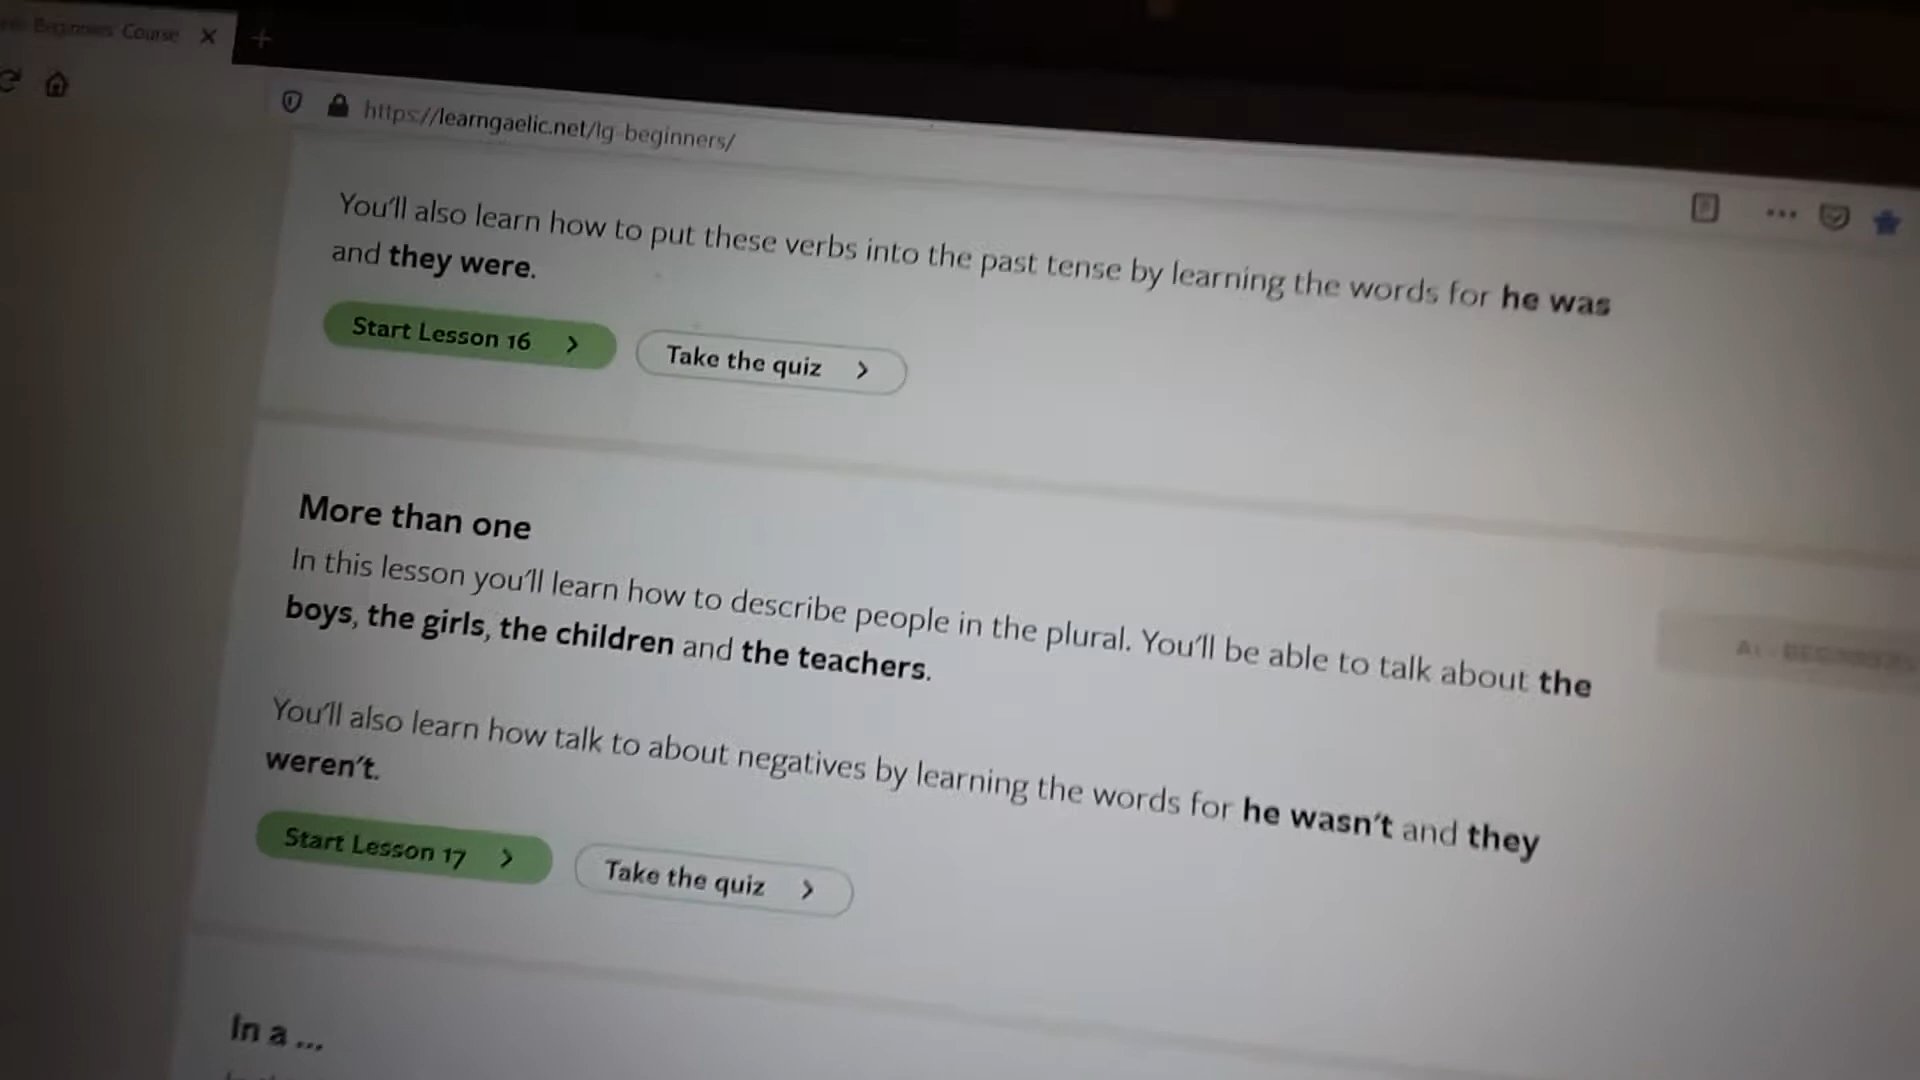 Beginners Course
https://learngaelic.net/lg-beginners/
You'll also learn how to put these verbs into the past tense by learning the words for he was
and they were.
Start Lesson 16
Take the quiz
More than one
In this lesson you'll learn how to describe people in the plural. You'll be able to talk about the
boys, the girls, the children and the teachers.
You'll also learn how talk to about negatives by learning the words for he wasn't and they
weren't.
Start Lesson 17
Take the quiz
In a ...